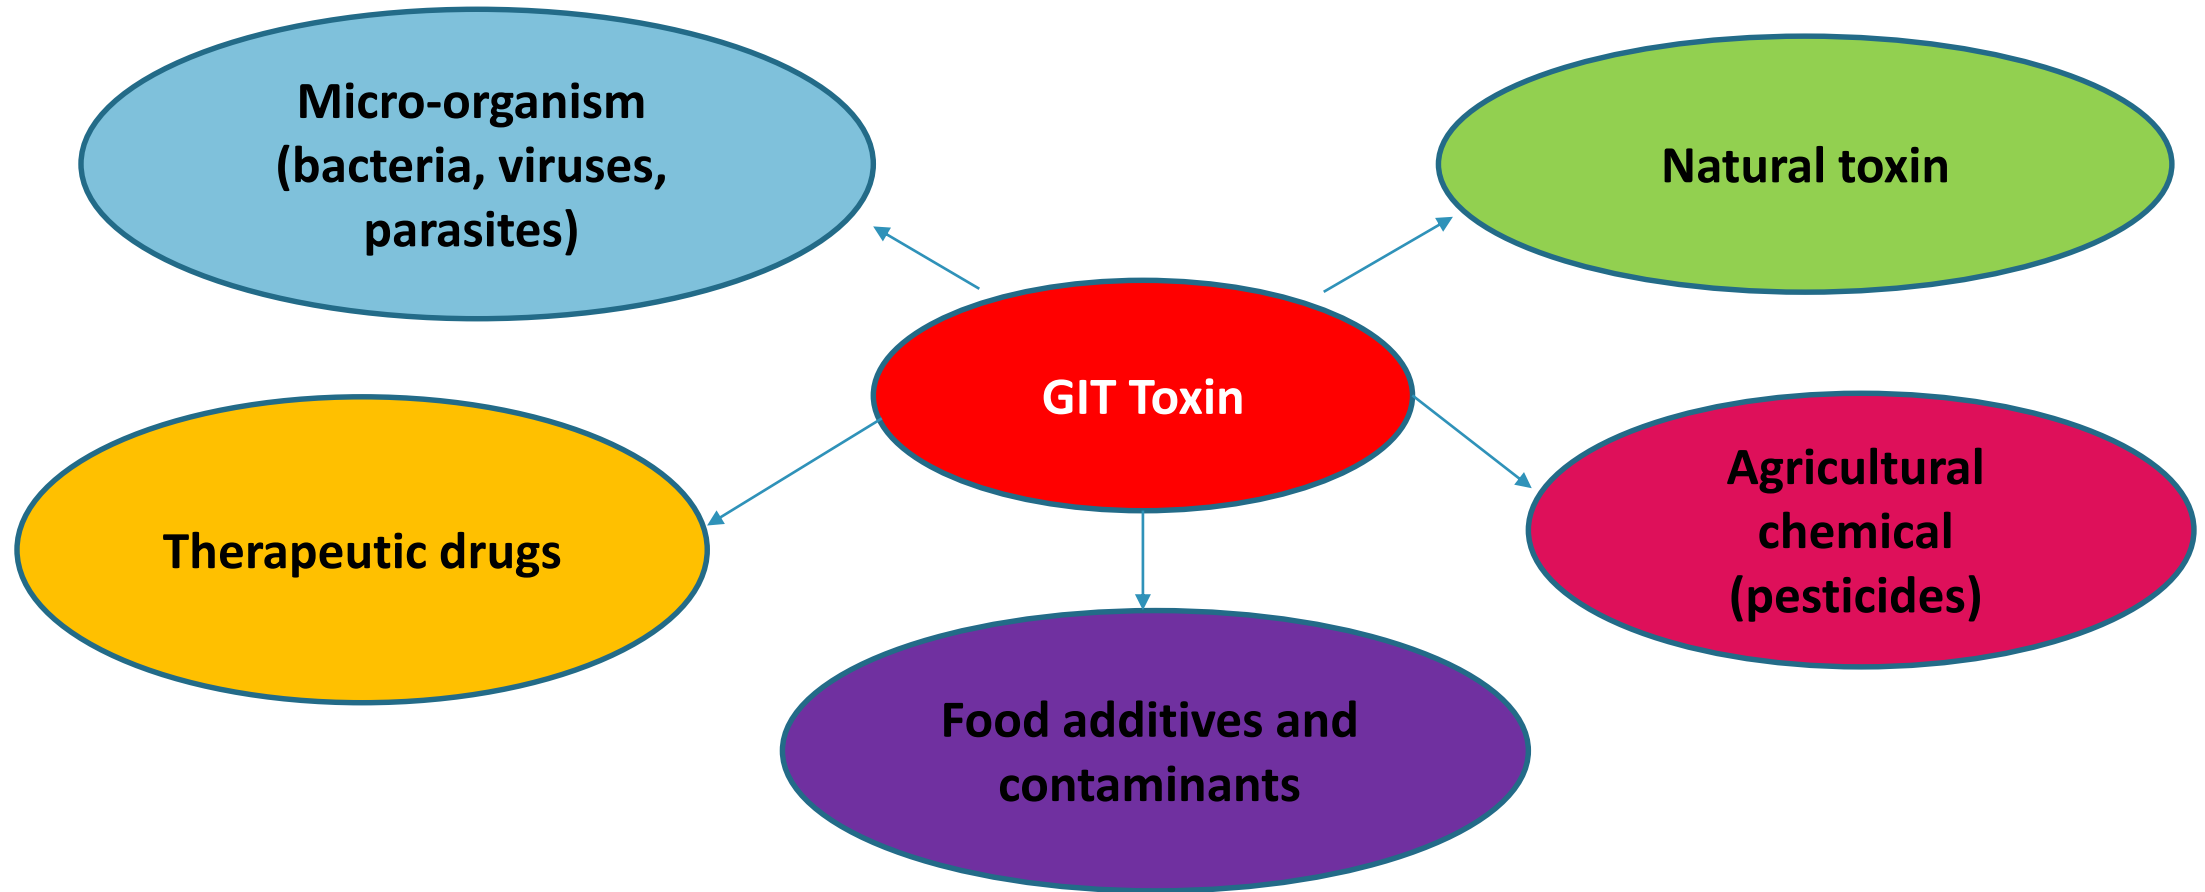 Micro-organism
(bacteria, viruses,
parasites)
Natural toxin
GIT Toxin
Therapeutic drugs
Agricultural
chemical
(pesticides)
Food additives and
contaminants